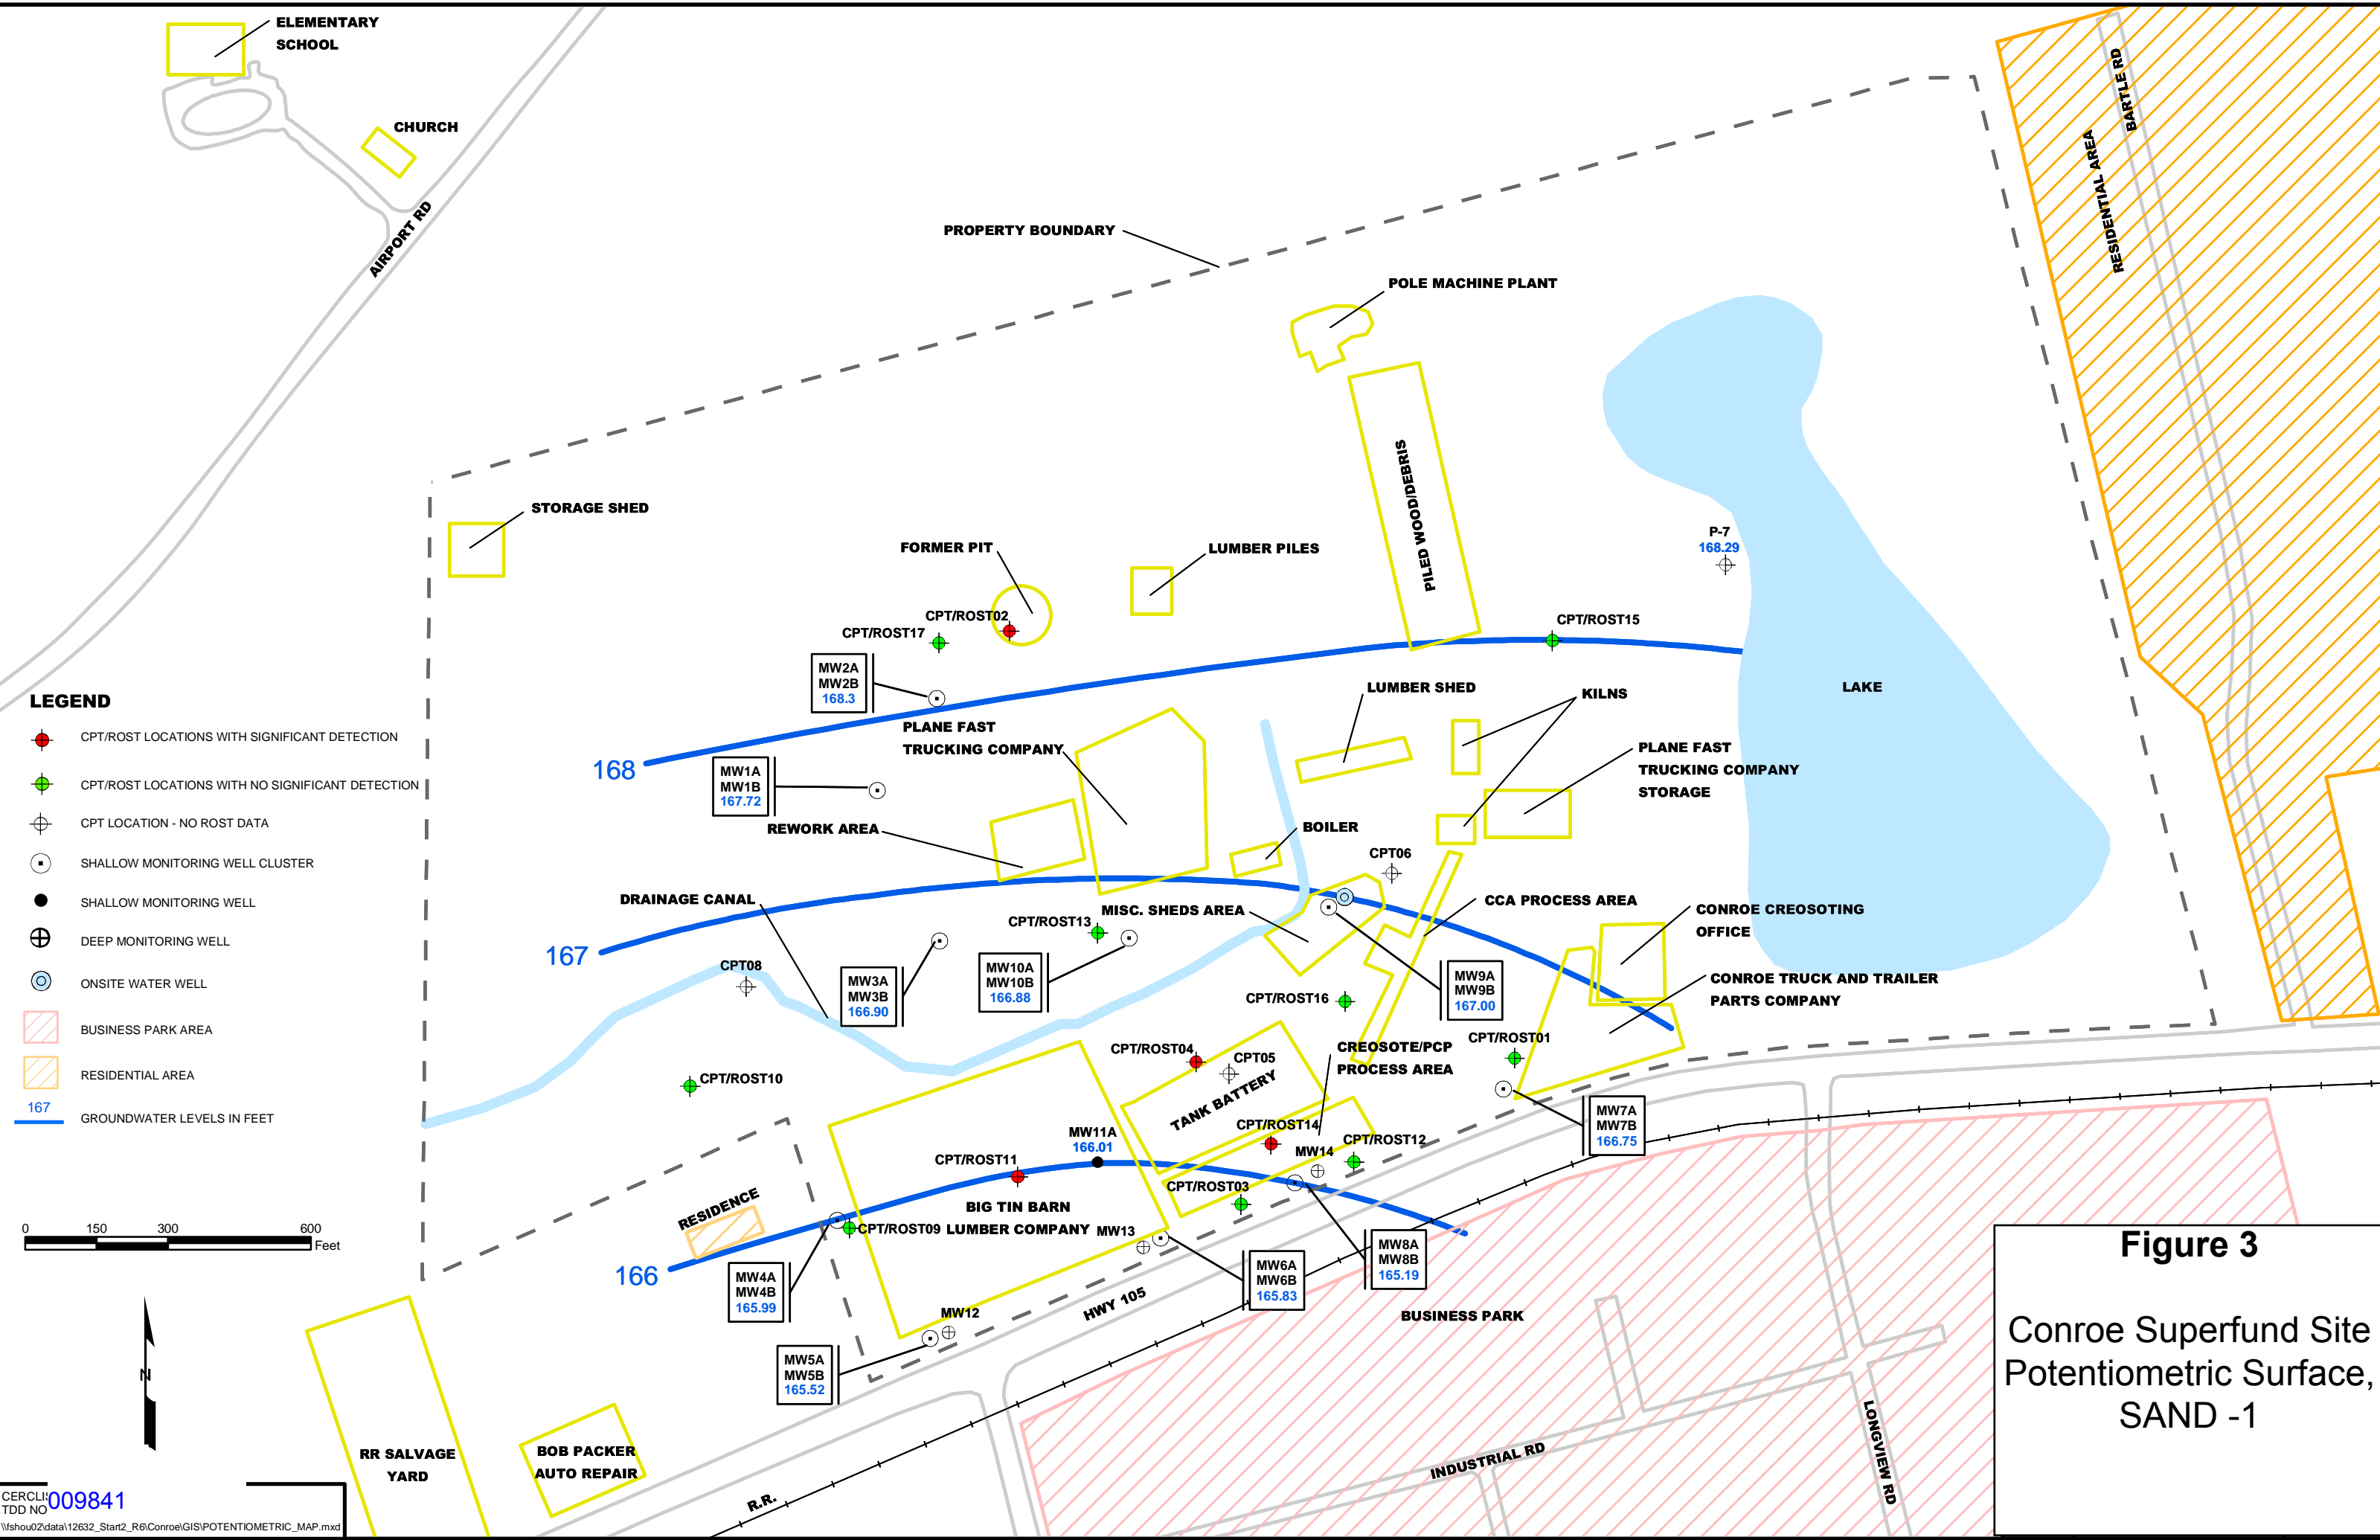 ELEMENTARY
SCHOOL
CHURCH
AIRPORT RD
PROPERTY BOUNDARY
POLE MACHINE PLANT
BARTLE RD
RESIDENTIAL AREA
STORAGE SHED
FORMER PIT
LUMBER PILES
PILED WOOD/DEBRIS
P-7
168.29
CPT/ROST02
CPT/ROST17
CPT/ROST15
MW2A
MW2B
168.3
LUMBER SHED
KILNS
LAKE
168
PLANE FAST
TRUCKING COMPANY
PLANE FAST
TRUCKING COMPANY
STORAGE
MW1A
MW1B
167.72
REWORK AREA
BOILER
CPT06
DRAINAGE CANAL
MISC. SHEDS AREA
CCA PROCESS AREA
CONROE CREOSOTING
OFFICE
CPT/ROST13
167
CPT08
MW3A
MW3B
166.90
MW10A
MW10B
166.88
MW9A
MW9B
167.00
CONROE TRUCK AND TRAILER
PARTS COMPANY
CPT/ROST16
CPT/ROST04
CPT05
CREOSOTE/PCP
PROCESS AREA
CPT/ROST01
CPT/ROST10
TANK BATTERY
MW7A
MW7B
166.75
MW11A
166.01
CPT/ROST14
CPT/ROST12
MW14
CPT/ROST11
CPT/ROST03
RESIDENCE
BIG TIN BARN
LUMBER COMPANY
CPT/ROST09
MW13
166
MW4A
MW4B
165.99
MW6A
MW6B
165.83
MW8A
MW8B
165.19
HWY 105
MW12
BUSINESS PARK
MW5A
MW5B
165.52
RR SALVAGE
YARD
BOB PACKER
AUTO REPAIR
R.R.
INDUSTRIAL RD
LONGVIEW RD
LEGEND
CPT/ROST LOCATIONS WITH SIGNIFICANT DETECTION
CPT/ROST LOCATIONS WITH NO SIGNIFICANT DETECTION
CPT LOCATION - NO ROST DATA
SHALLOW MONITORING WELL CLUSTER
SHALLOW MONITORING WELL
DEEP MONITORING WELL
ONSITE WATER WELL
BUSINESS PARK AREA
RESIDENTIAL AREA
167
GROUNDWATER LEVELS IN FEET
0 150 300 600
Feet
N
Figure 3
Conroe Superfund Site
Potentiometric Surface,
SAND -1
CERCLIS
009841
TDD NO
\\fshou02\data\12632_Start2_R6\Conroe\GIS\POTENTIOMETRIC_MAP.mxd